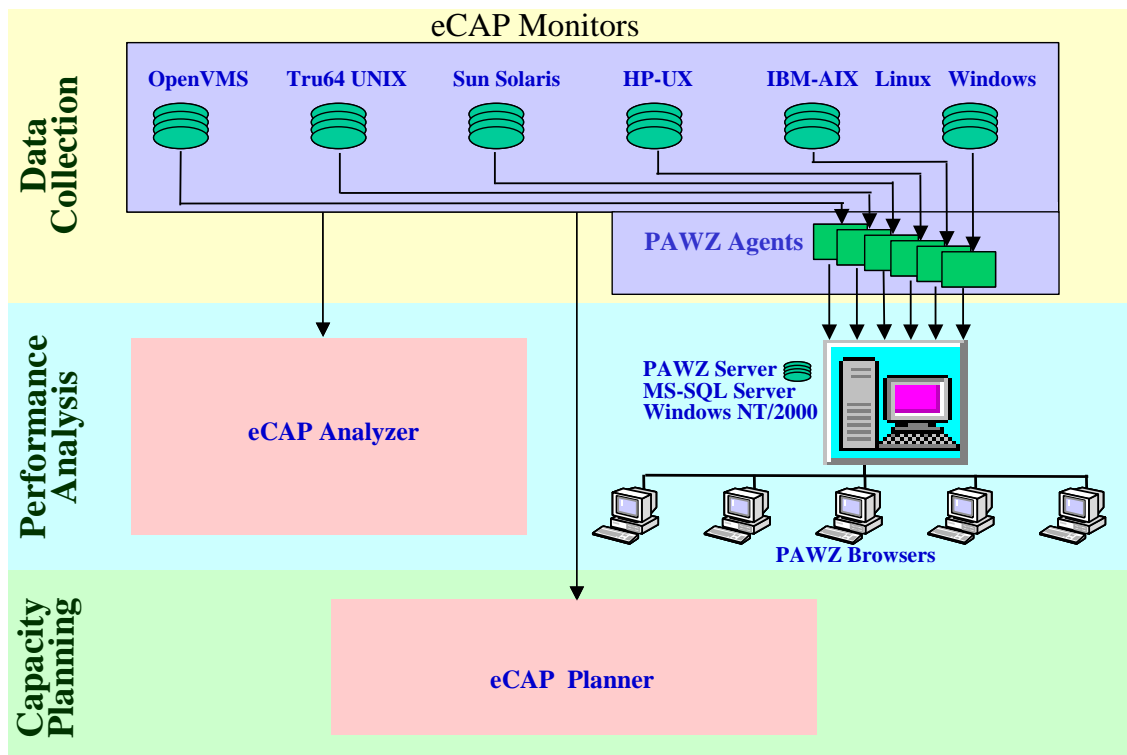 eCAP Monitors
OpenVMS Tru64 UNIX Sun Solaris HP-UX IBM-AIX Linux Windows
Data
Collection
PAWZ Agents
Performance
Analysis
eCAP Analyzer
PAWZ Server
MS-SQL Server
Windows NT/2000
PAWZ Browsers
Capacity
Planning
eCAP Planner